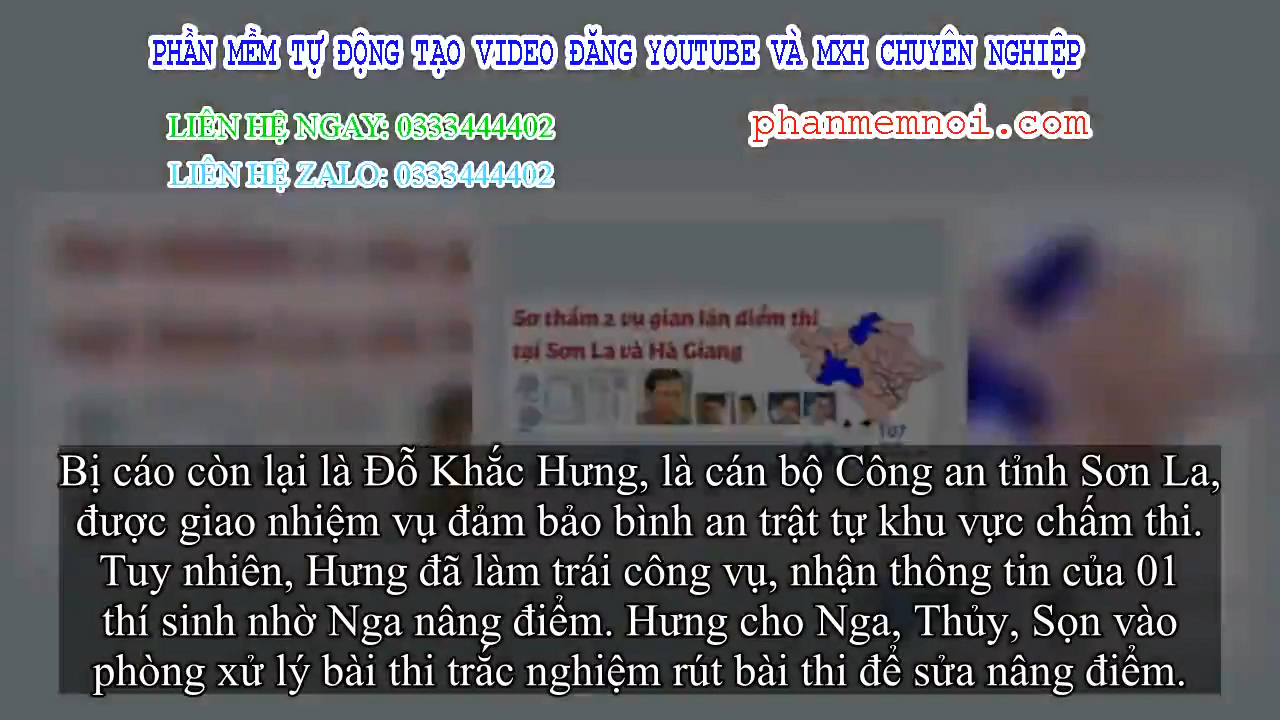 PHẦN MỀM TỰ ĐỘNG TẠO VIDEO ĐĂNG YOUTUBE VÀ MXH CHUYÊN NGHIỆP
LIÊN HỆ NGAY: 0333444402
phanmemnoi.com
LIÊN HỆ ZALO: 0333444402
Sơ thẩm 2 vụ gian lận điểm thi
tại Sơn La và Hà Giang
107
Bị cáo còn lại là Đỗ Khắc Hưng, là cán bộ Công an tỉnh Sơn La,
được giao nhiệm vụ đảm bảo bình an trật tự khu vực chấm thi.
Tuy nhiên, Hưng đã làm trái công vụ, nhận thông tin của 01
thí sinh nhờ Nga nâng điểm. Hưng cho Nga, Thủy, Sọn vào
phòng xử lý bài thi trắc nghiệm rút bài thi để sửa nâng điểm.